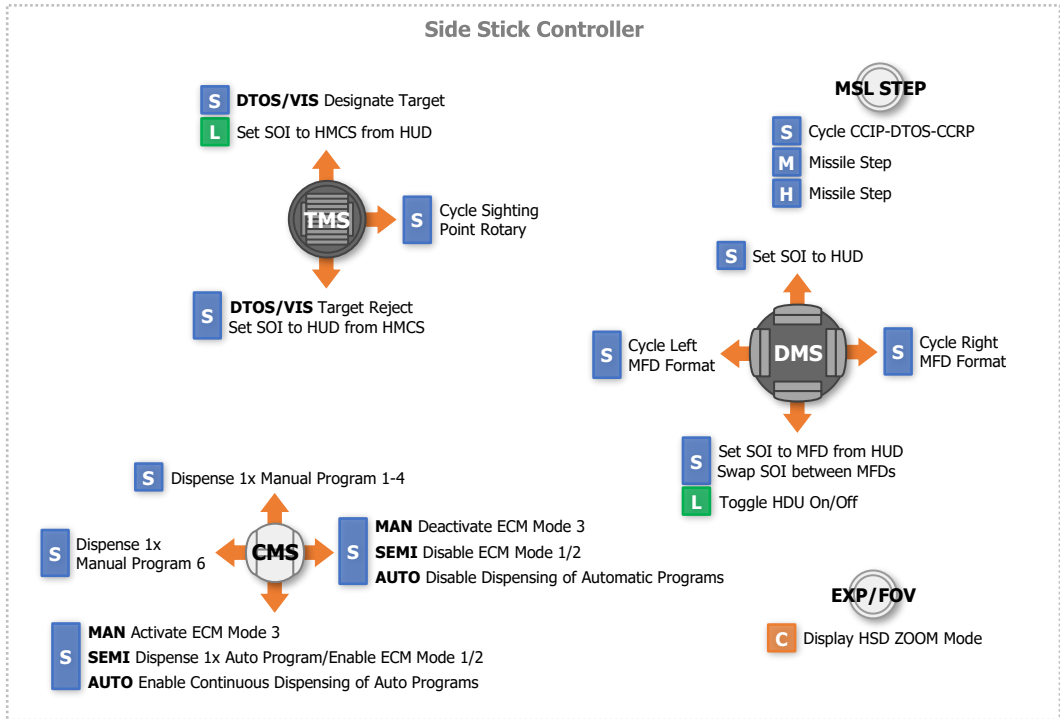 Side Stick Controller
S DTOS/VIS Designate Target
L Set SOI to HMCS from HUD
TMS
S Cycle Sighting
Point Rotary
S DTOS/VIS Target Reject
Set SOI to HUD from HMCS
MSL STEP
S Cycle CCIP-DTOS-CCRP
M Missile Step
H Missile Step
S Set SOI to HUD
S Cycle Left
MFD Format
DMS
S Cycle Right
MFD Format
S Set SOI to MFD from HUD
Swap SOI between MFDs
L Toggle HDU On/Off
S Dispense 1x Manual Program 1-4
S Dispense 1x
Manual Program 6
CMS
S MAN Deactivate ECM Mode 3
SEMI Disable ECM Mode 1/2
AUTO Disable Dispensing of Automatic Programs
S MAN Activate ECM Mode 3
SEMI Dispense 1x Auto Program/Enable ECM Mode 1/2
AUTO Enable Continuous Dispensing of Auto Programs
EXP/FOV
C Display HSD ZOOM Mode